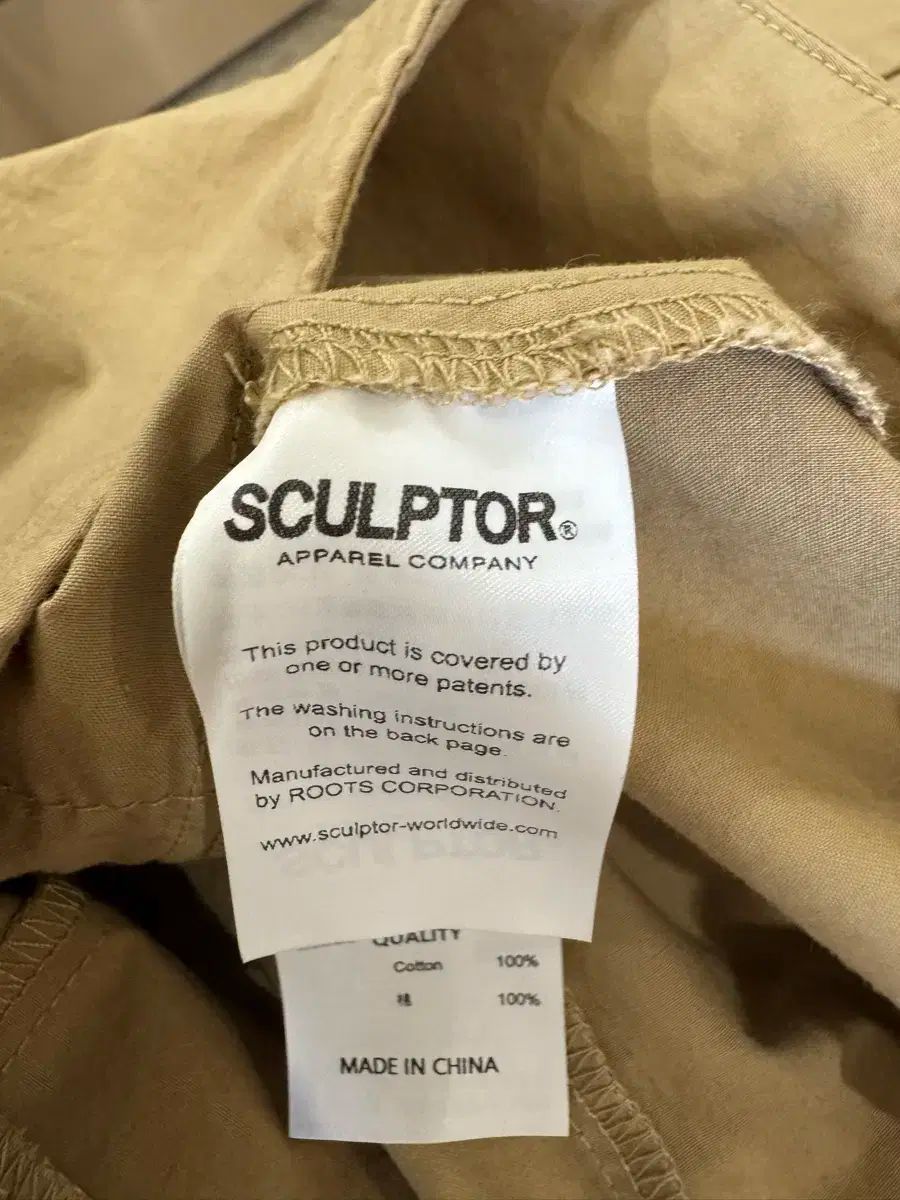 SCULPTOR®
APPAREL COMPANY
This product is covered by
one or more patents.
The washing instructions are
on the back page.
Manufactured and distributed
by ROOTS CORPORATION.
www.sculptor-worldwide.com
QUALITY
Cotton 100%
100%
MADE IN CHINA